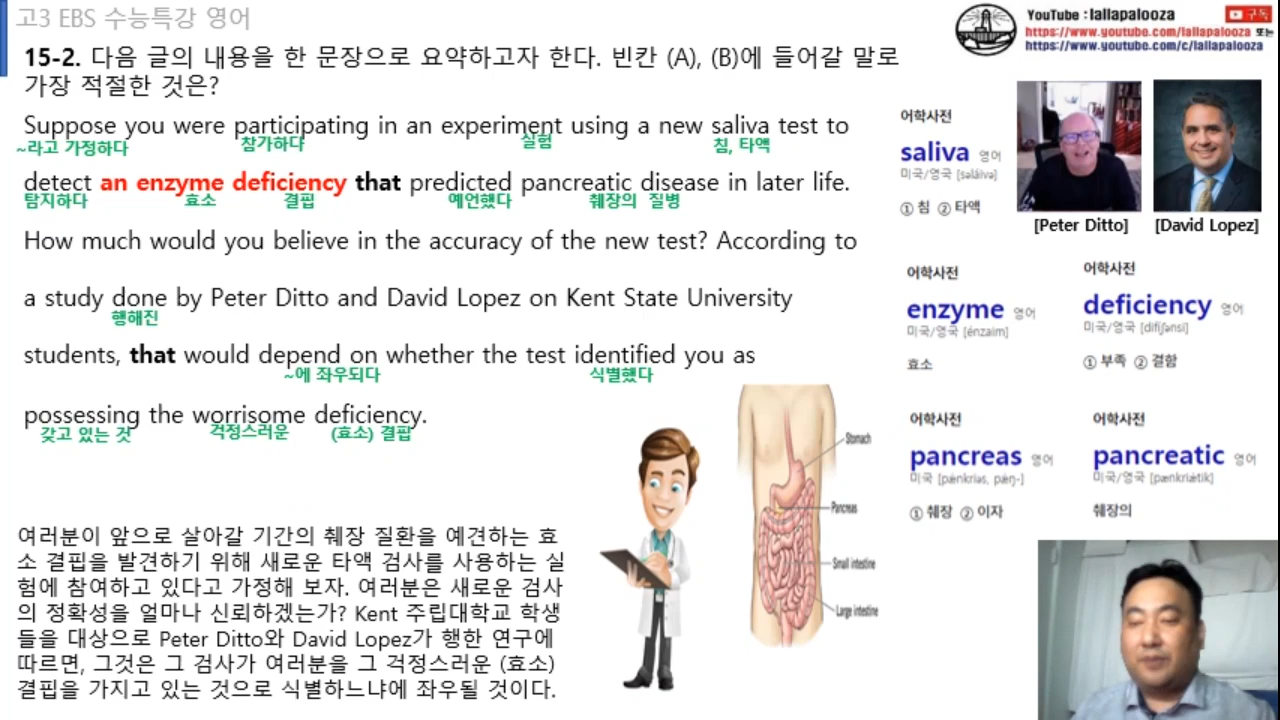 고3 EBS 수능특강 영어
15-2. 다음 글의 내용을 한 문장으로 요약하고자 한다. 빈칸 (A), (B)에 들어갈 말로
가장 적절한 것은?
Suppose you were participating in an experiment using a new saliva test to
~라고 가정하다 참가하다 실험 침, 타액
detect an enzyme deficiency that predicted pancreatic disease in later life.
탐지하다 효소 결핍 예언했다 췌장의 질병
How much would you believe in the accuracy of the new test? According to
a study done by Peter Ditto and David Lopez on Kent State University
행해진
students, that would depend on whether the test identified you as
~에 좌우되다 식별했다
possessing the worrisome deficiency.
갖고 있는 것 걱정스러운 (효소) 결핍
여러분이 앞으로 살아갈 기간의 췌장 질환을 예견하는 효
소 결핍을 발견하기 위해 새로운 타액 검사를 사용하는 실
험에 참여하고 있다고 가정해 보자. 여러분은 새로운 검사
의 정확성을 얼마나 신뢰하겠는가? Kent 주립대학교 학생
들을 대상으로 Peter Ditto와 David Lopez가 행한 연구에
따르면, 그것은 그 검사가 여러분을 그 걱정스러운 (효소)
결핍을 가지고 있는 것으로 식별하느냐에 좌우될 것이다.
Stomach
Pancreas
Small intestine
Large intestine
YouTube : lallapalooza 구독
https://www.youtube.com/lallapalooza 또는
https://www.youtube.com/c/lallapalooza
[Peter Ditto] [David Lopez]
어학사전
saliva 영어
미국/영국 [səláivə]
① 침 ② 타액
어학사전
enzyme 영어
미국/영국 [énzaim]
효소
어학사전
deficiency 영어
미국/영국 [difíʃənsi]
① 부족 ② 결함
어학사전
pancreas 영어
미국 [pǽnkriəs, pǽŋ-]
① 췌장 ② 이자
어학사전
pancreatic 영어
미국/영국 [pænkriǽtik]
췌장의